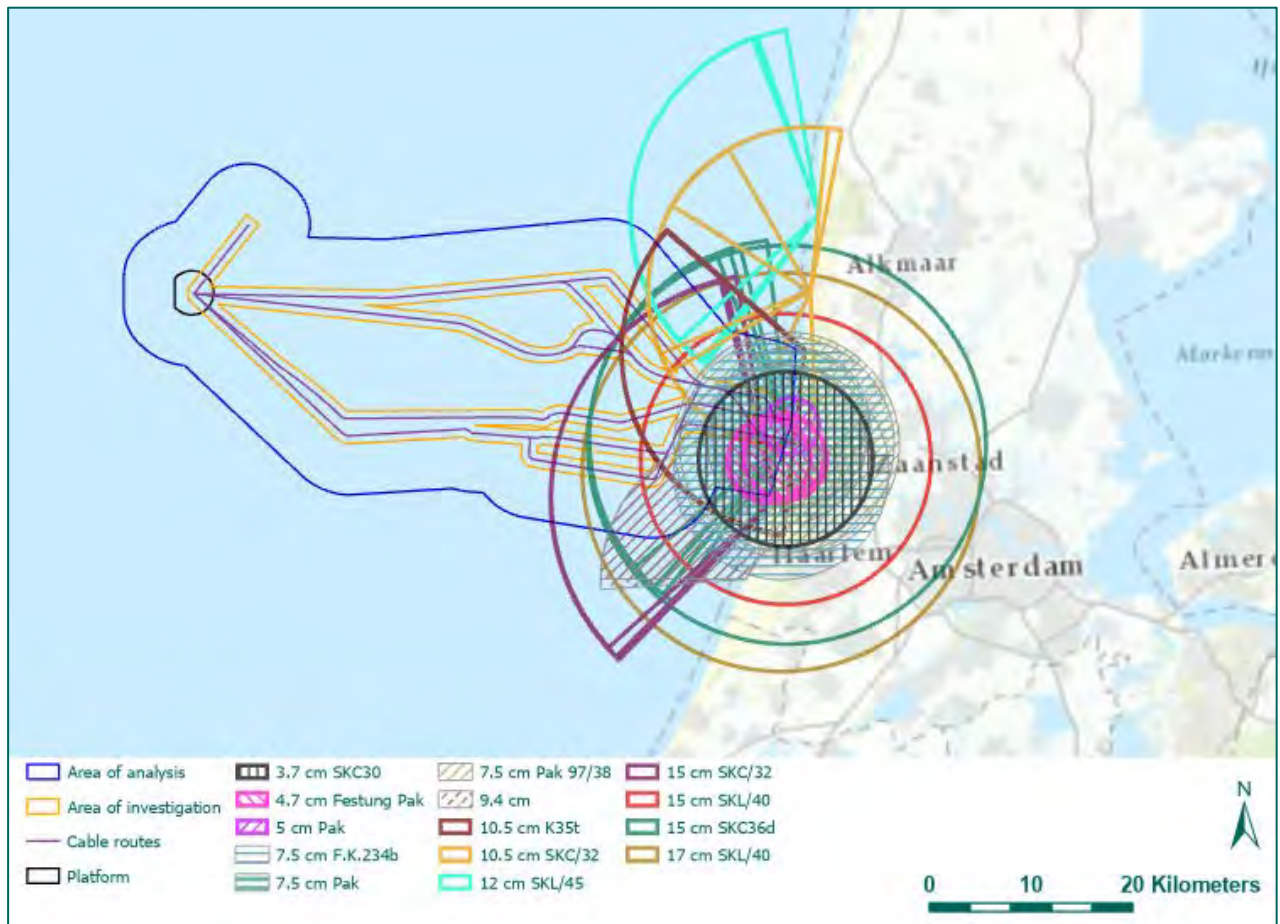 Alkmaar
Markerm
Zaanstad
Haarlem
Amsterdam
Almere
Area of analysis
Area of investigation
Cable routes
Platform
3.7 cm SKC30
4.7 cm Festung Pak
5 cm Pak
7.5 cm F.K.234b
7.5 cm Pak
7.5 cm Pak 97/38
9.4 cm
10.5 cm K35t
10.5 cm SKC/32
12 cm SKL/45
15 cm SKC/32
15 cm SKL/40
15 cm SKC36d
17 cm SKL/40
N
0 10 20 Kilometers